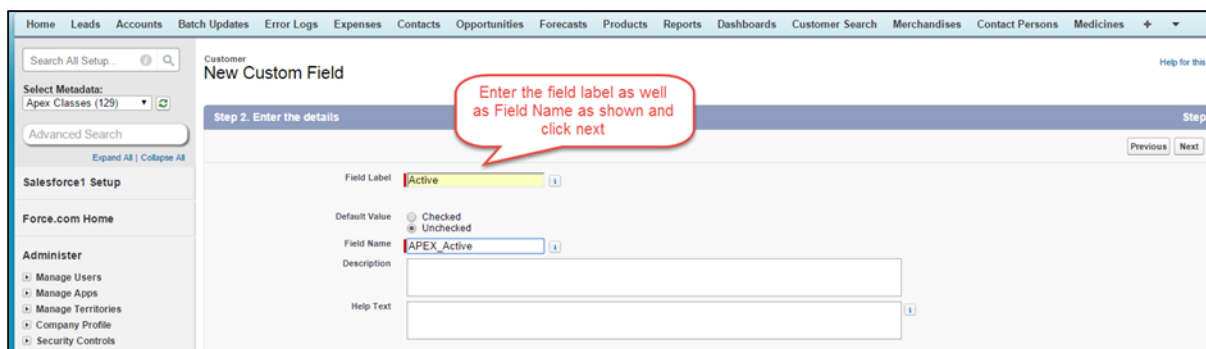 Home Leads Accounts Batch Updates Error Logs Expenses Contacts Opportunities Forecasts Products Reports Dashboards Customer Search Merchandises Contact Persons Medicines +
Search All Setup...
Select Metadata:
Apex Classes (129)
Advanced Search
Expand All | Collapse All
Salesforce1 Setup
Force.com Home
Administer
Manage Users
Manage Apps
Manage Territories
Company Profile
Security Controls
Customer
New Custom Field
Help for this
Enter the field label as well
as Field Name as shown and
click next
Step 2. Enter the details
Step
Previous Next
Field Label Active
Default Value Checked
Unchecked
Field Name APEX_Active
Description
Help Text